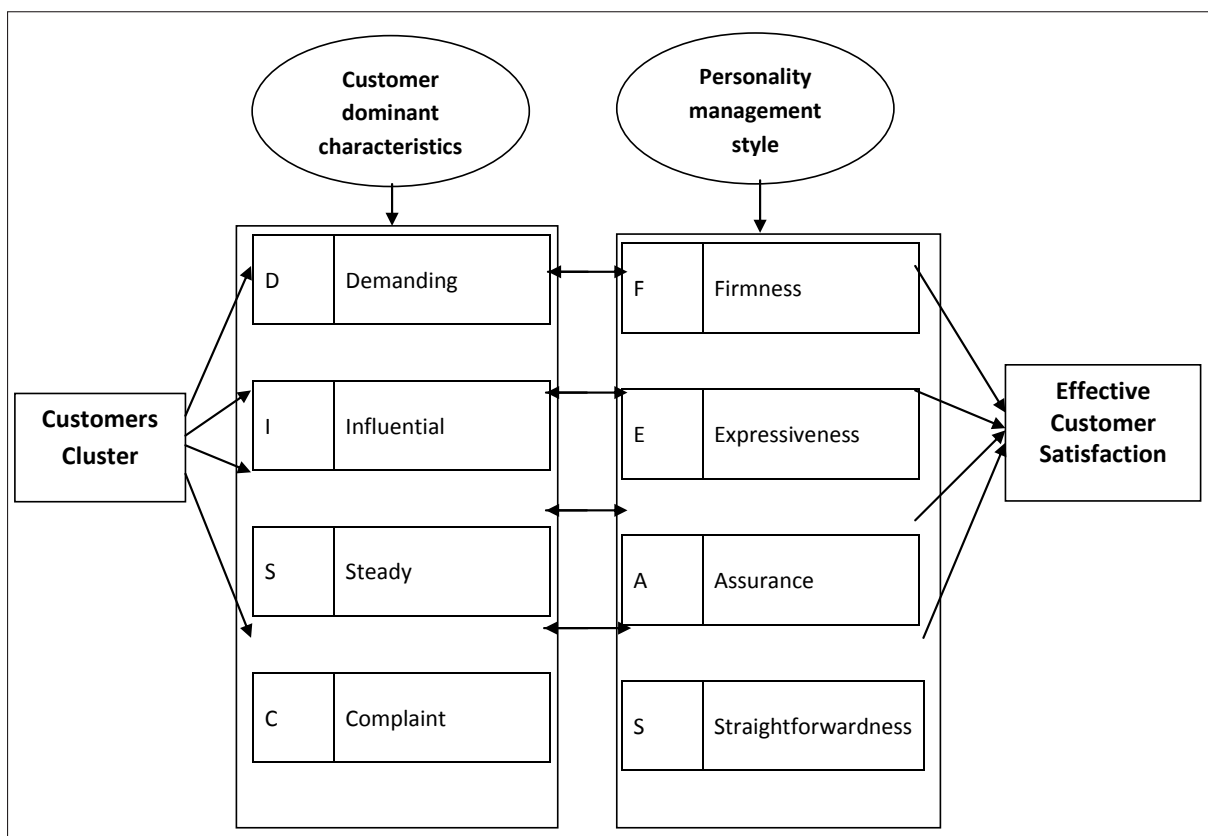 Customer
dominant
characteristics
Personality
management
style
D Demanding
F Firmness
I Influential
E Expressiveness
Customers
Cluster
Effective
Customer
Satisfaction
S Steady
A Assurance
C Complaint
S Straightforwardness